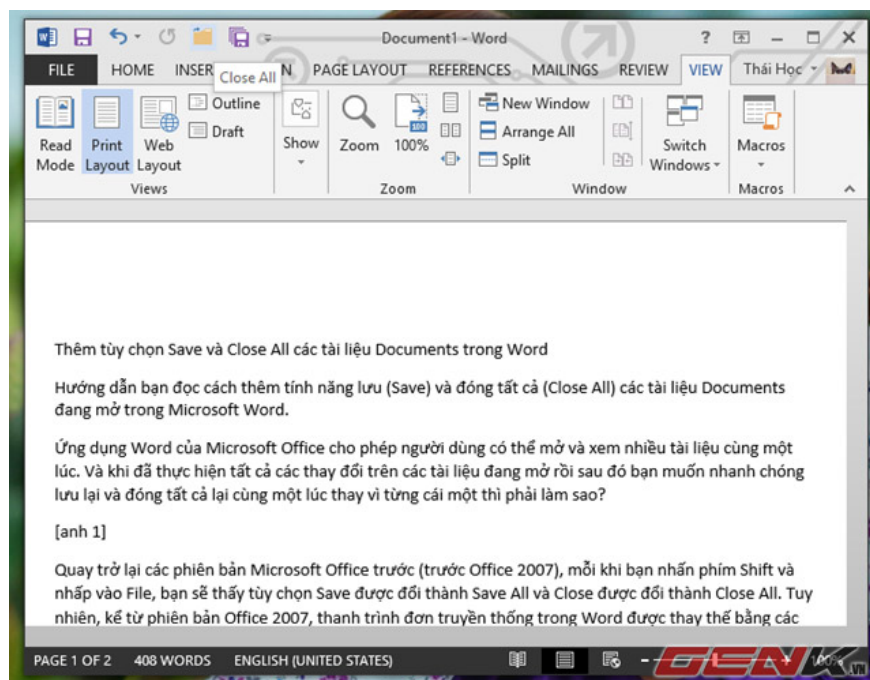 Document1 - Word
FILE HOME INSER N PAGE LAYOUT REFERENCES MAILINGS REVIEW VIEW Thái Học
Close All
Read Mode
Print Layout
Web Layout
Outline
Draft
Views
Show
Zoom
100%
Zoom
New Window
Arrange All
Split
Switch Windows
Window
Macros
Macros
Thêm tùy chọn Save và Close All các tài liệu Documents trong Word
Hướng dẫn bạn đọc cách thêm tính năng lưu (Save) và đóng tất cả (Close All) các tài liệu Documents
đang mở trong Microsoft Word.
Ứng dụng Word của Microsoft Office cho phép người dùng có thể mở và xem nhiều tài liệu cùng một
lúc. Và khi đã thực hiện tất cả các thay đổi trên các tài liệu đang mở rồi sau đó bạn muốn nhanh chóng
lưu lại và đóng tất cả lại cùng một lúc thay vì từng cái một thì phải làm sao?
[anh 1]
Quay trở lại các phiên bản Microsoft Office trước (trước Office 2007), mỗi khi bạn nhấn phím Shift và
nhấp vào File, bạn sẽ thấy tùy chọn Save được đổi thành Save All và Close được đổi thành Close All. Tuy
nhiên, kể từ phiên bản Office 2007, thanh trình đơn truyền thống trong Word được thay thế bằng các
PAGE 1 OF 2 408 WORDS ENGLISH (UNITED STATES) 100%
GENK.VN